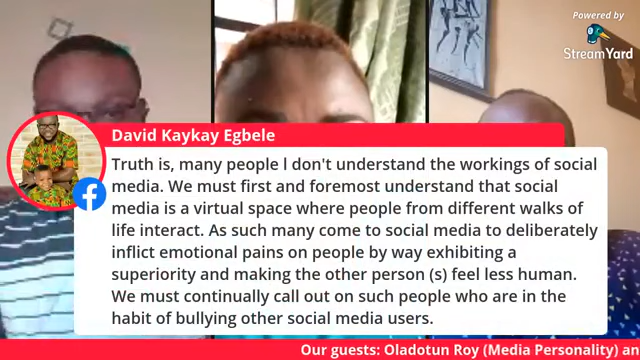 Powered by
StreamYard
David Kaykay Egbele
Truth is, many people l don't understand the workings of social
media. We must first and foremost understand that social
media is a virtual space where people from different walks of
life interact. As such many come to social media to deliberately
inflict emotional pains on people by way exhibiting a
superiority and making the other person (s) feel less human.
We must continually call out on such people who are in the
habit of bullying other social media users.
Our guests: Oladotun Roy (Media Personality) an